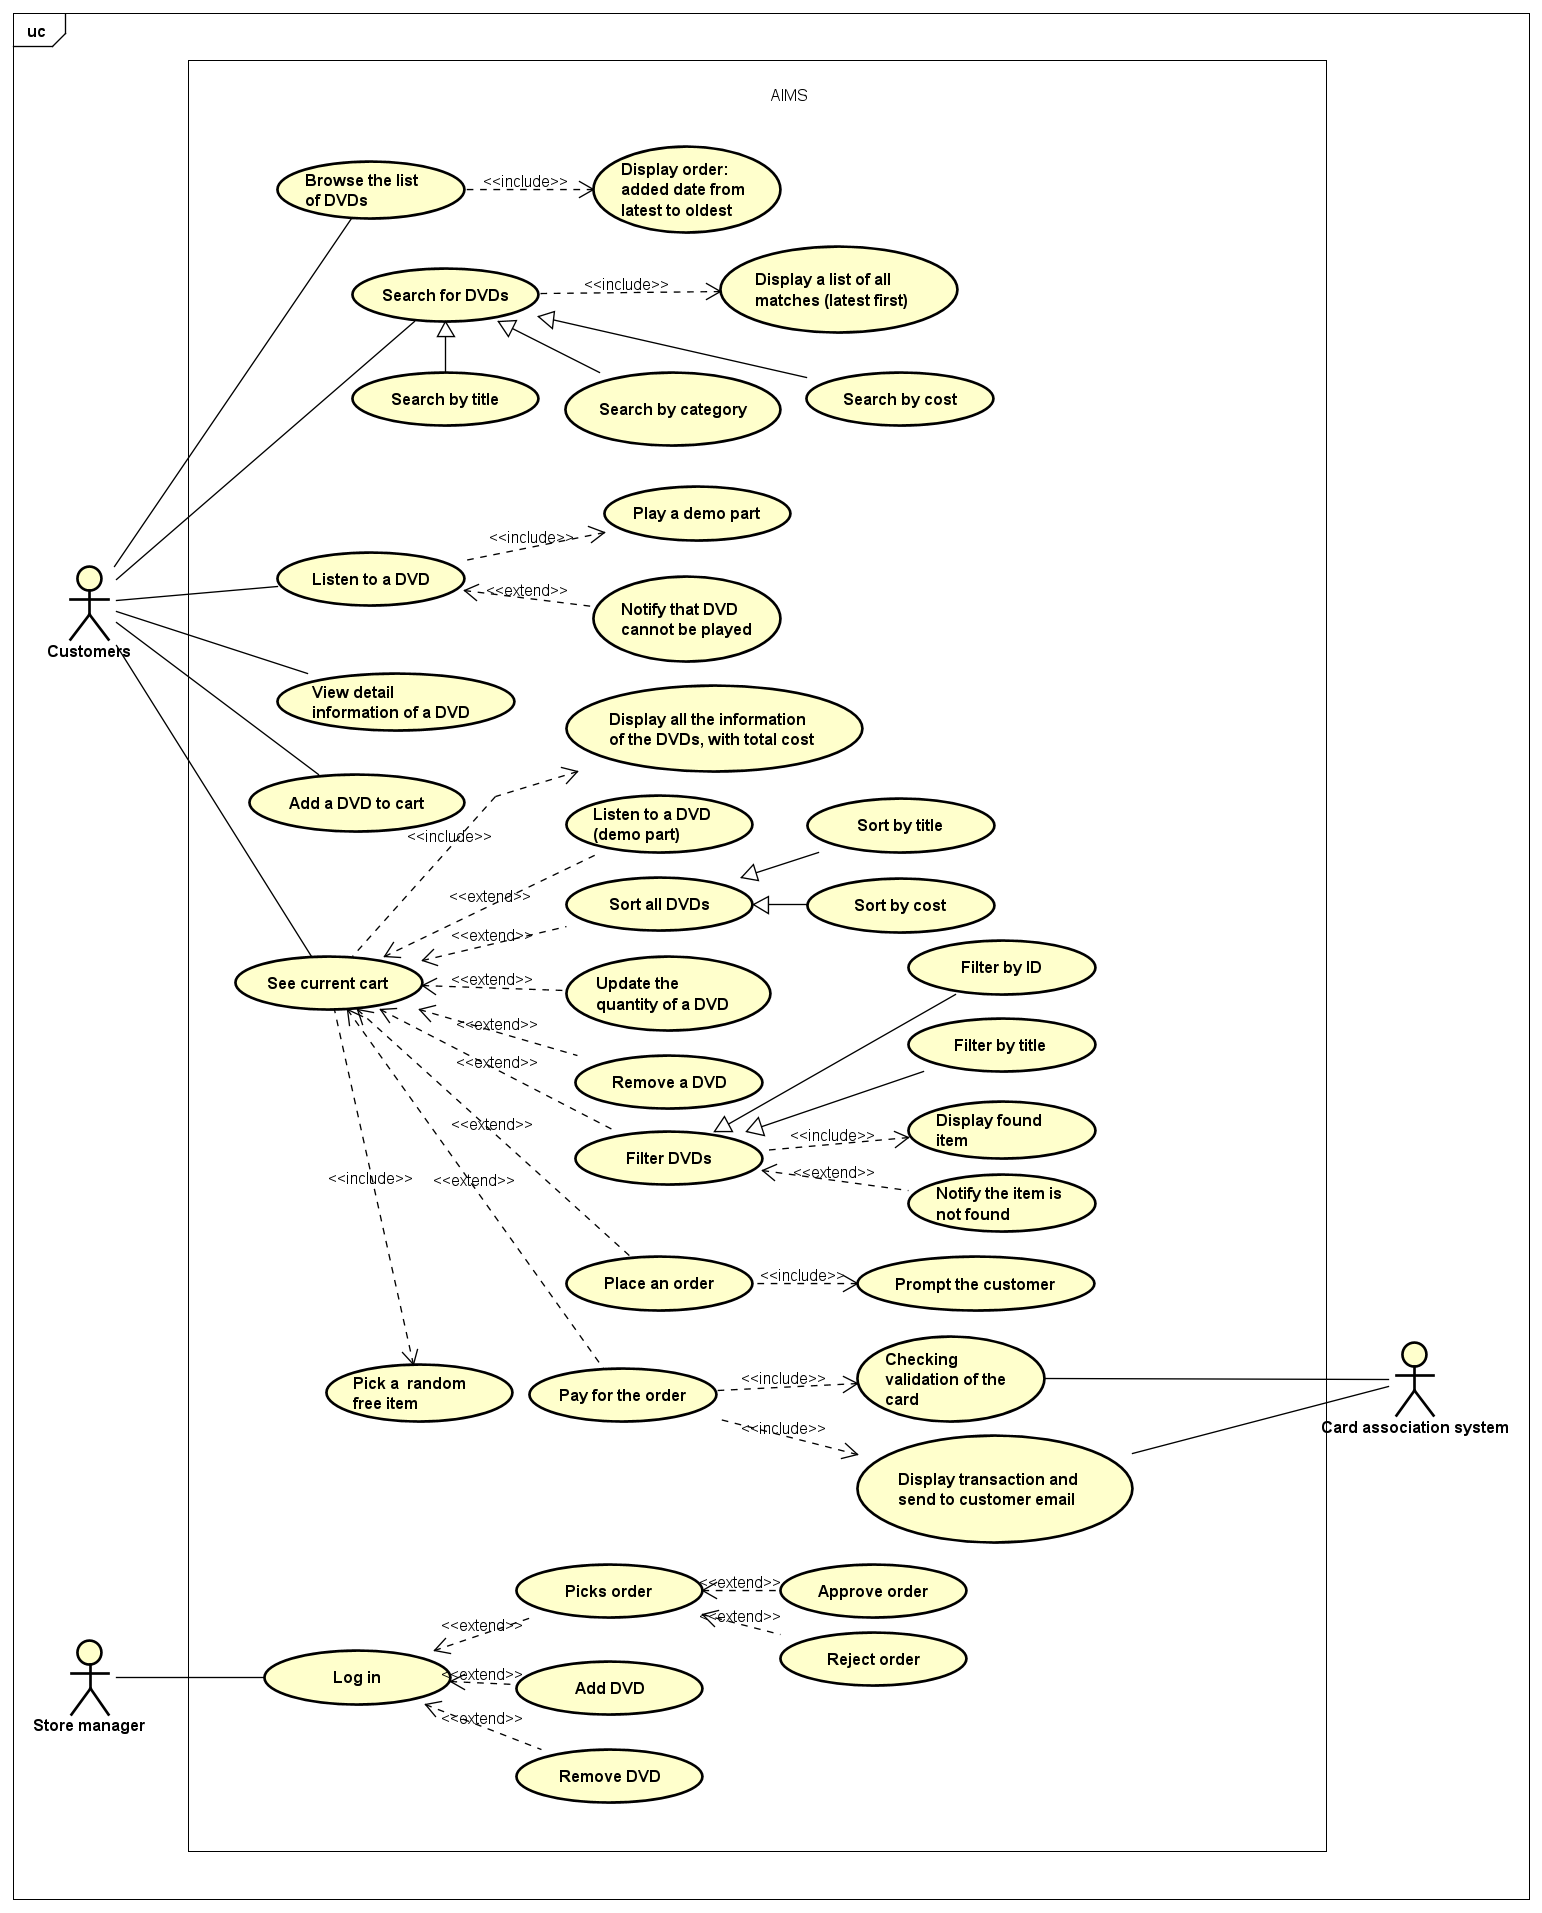 uc
AIMS
Browse the list
of DVDs
<<include>>
Display order:
added date from
latest to oldest
Search for DVDs
<<include>>
Display a list of all
matches (latest first)
Search by title
Search by category
Search by cost
Play a demo part
<<include>>
Listen to a DVD
<<extend>>
Notify that DVD
cannot be played
Customers
View detail
information of a DVD
Display all the information
of the DVDs, with total cost
Add a DVD to cart
<<include>>
Listen to a DVD
(demo part)
Sort by title
<<extend>>
Sort all DVDs
Sort by cost
<<extend>>
Filter by ID
See current cart
<<extend>>
Update the
quantity of a DVD
<<extend>>
Filter by title
<<extend>>
Remove a DVD
<<extend>>
Filter DVDs
<<include>>
Display found
item
<<extend>>
Notify the item is
not found
<<include>>
<<extend>>
Place an order
<<include>>
Prompt the customer
Pick a  random
free item
Pay for the order
<<include>>
Checking
validation of the
card
<<include>>
Card association system
Display transaction and
send to customer email
Picks order
<<extend>>
Approve order
<<extend>>
<<extend>>
Reject order
Log in
<<extend>>
Add DVD
Store manager
<<extend>>
Remove DVD